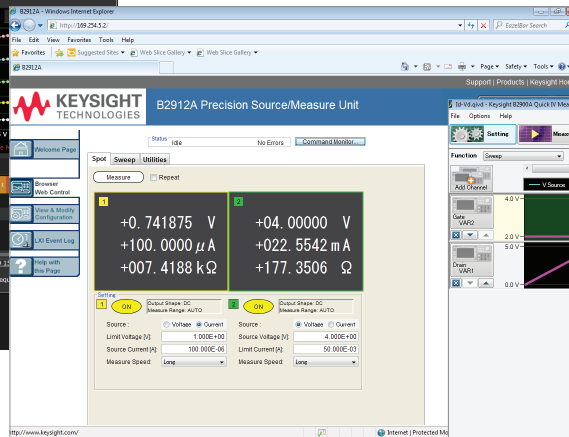 B2912A - Windows Internet Explorer
http://169.254.5.2/
BazelBar Search
File Edit View Favorites Tools Help
Favorites Suggested Sites Web Slice Gallery Web Slice Gallery
B2912A
Page Safety Tools
Support | Products | Keysight Ho
KEYSIGHT
TECHNOLOGIES
B2912A Precision Source/Measure Unit
Welcome Page
Browser
Web Control
View & Modify
Configuration
LXI Event Log
Help with
this Page
Status
Idle
No Errors
Command Monitor...
Spot Sweep Utilities
Measure
Repeat
1
+0.741875 V
+100.0000 μA
+007.4188 kΩ
2
+04.00000 V
+022.5542 mA
+177.3506 Ω
Setting
1 ON
Output Shape: DC
Measure Range: AUTO
Source : Voltage Current
Limit Voltage [V]: 1.000E+00
Source Current[A]: 100.000E-06
Measure Speed: Long
2 ON
Output Shape: DC
Measure Range: AUTO
Source : Voltage Current
Source Voltage [V]: 4.000E+00
Limit Current[A]: 50.000E-03
Measure Speed: Long
Id-Vd.qivd - Keysight B2900A Quick IV Mea
File Options Help
Setting
Meas
Function Sweep
Add Channel
V Source
Gate
VAR2
4.0 V
2.0 V
Drain
VAR1
5.0 V
0.0 V
http://www.keysight.com/
Internet | Protected Mo